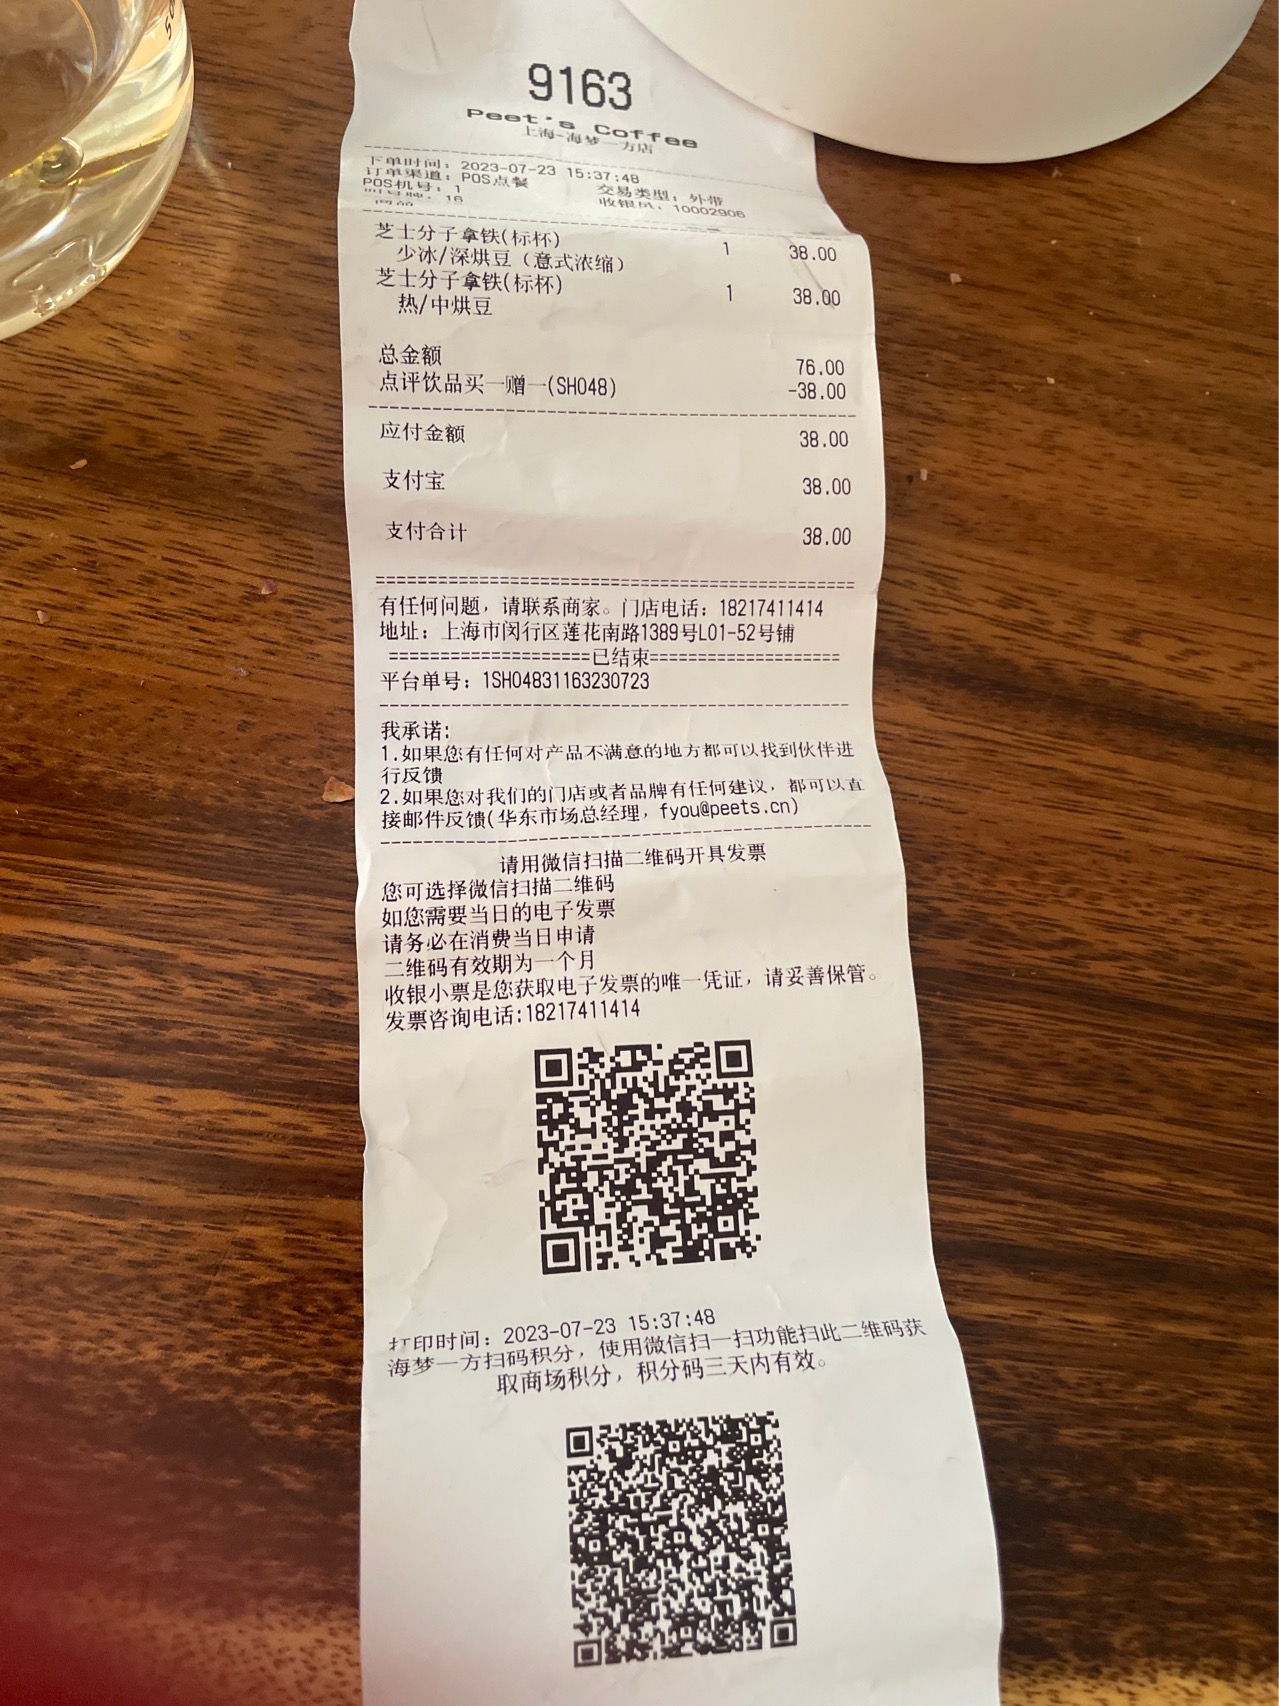 9163
Peet's Coffee
上海-海梦一方店
下单时间：2023-07-23 15:37:48
订单渠道：POS点餐 交易类型：外带
POS机号：1 收银员：10002906
叫号牌：16
芝士分子拿铁(标杯) 1 38.00
少冰/深烘豆（意式浓缩）
芝士分子拿铁(标杯) 1 38.00
热/中烘豆
总金额 76.00
点评饮品买一赠一(SH048) -38.00
应付金额 38.00
支付宝 38.00
支付合计 38.00
有任何问题，请联系商家。门店电话：18217411414
地址：上海市闵行区莲花南路1389号L01-52号铺
===================已结束==================
平台单号：1SH04831163230723
我承诺:
1.如果您有任何对产品不满意的地方都可以找到伙伴进
行反馈
2.如果您对我们的门店或者品牌有任何建议，都可以直
接邮件反馈(华东市场总经理，fyou@peets.cn)
请用微信扫描二维码开具发票
您可选择微信扫描二维码
如您需要当日的电子发票
请务必在消费当日申请
二维码有效期为一个月
收银小票是您获取电子发票的唯一凭证，请妥善保管。
发票咨询电话:18217411414
打印时间：2023-07-23 15:37:48
海梦一方扫码积分，使用微信扫一扫功能扫此二维码获
取商场积分，积分码三天内有效。